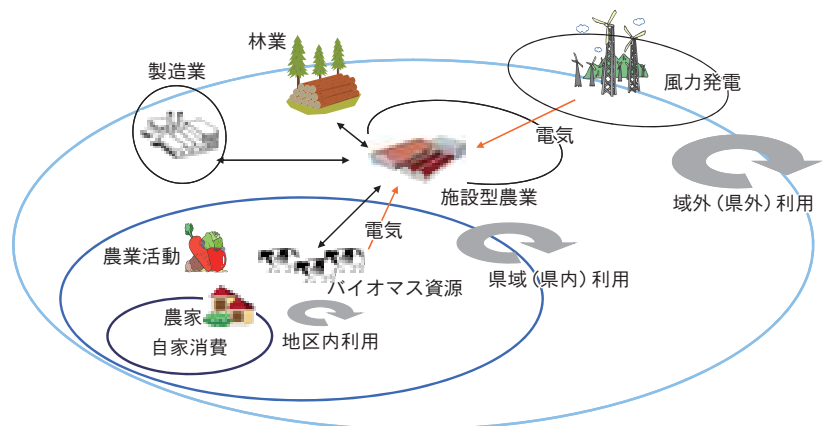 林業
製造業
風力発電
電気
施設型農業
域外（県外）利用
電気
農業活動
県域（県内）利用
バイオマス資源
農家
自家消費
地区内利用